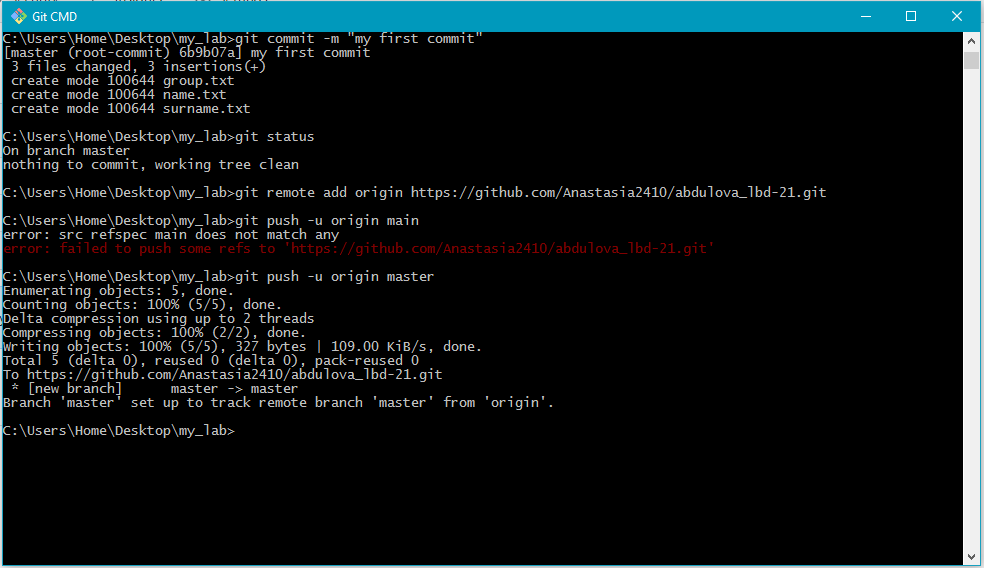 Git CMD
C:\Users\Home\Desktop\my_lab>git commit -m "my first commit"
[master (root-commit) 6b9b07a] my first commit
 3 files changed, 3 insertions(+)
 create mode 100644 group.txt
 create mode 100644 name.txt
 create mode 100644 surname.txt
C:\Users\Home\Desktop\my_lab>git status
On branch master
nothing to commit, working tree clean
C:\Users\Home\Desktop\my_lab>git remote add origin https://github.com/Anastasia2410/abdulova_lbd-21.git
C:\Users\Home\Desktop\my_lab>git push -u origin main
error: src refspec main does not match any
error: failed to push some refs to 'https://github.com/Anastasia2410/abdulova_lbd-21.git'
C:\Users\Home\Desktop\my_lab>git push -u origin master
Enumerating objects: 5, done.
Counting objects: 100% (5/5), done.
Delta compression using up to 2 threads
Compressing objects: 100% (2/2), done.
Writing objects: 100% (5/5), 327 bytes | 109.00 KiB/s, done.
Total 5 (delta 0), reused 0 (delta 0), pack-reused 0
To https://github.com/Anastasia2410/abdulova_lbd-21.git
 * [new branch]      master -> master
Branch 'master' set up to track remote branch 'master' from 'origin'.
C:\Users\Home\Desktop\my_lab>